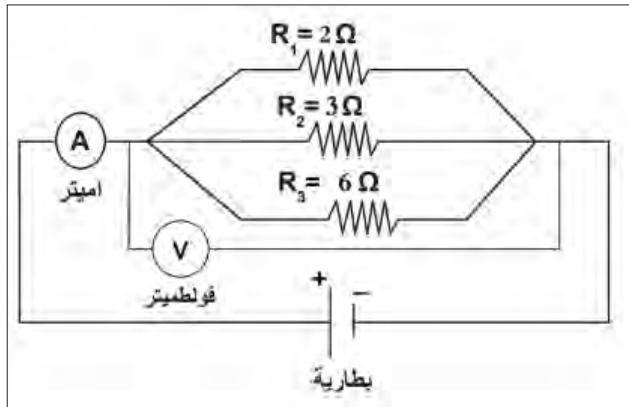 R₁ = 2 Ω
R₂ = 3 Ω
A
اميتر
R₃ = 6 Ω
V
فولطميتر
+ −
بطارية